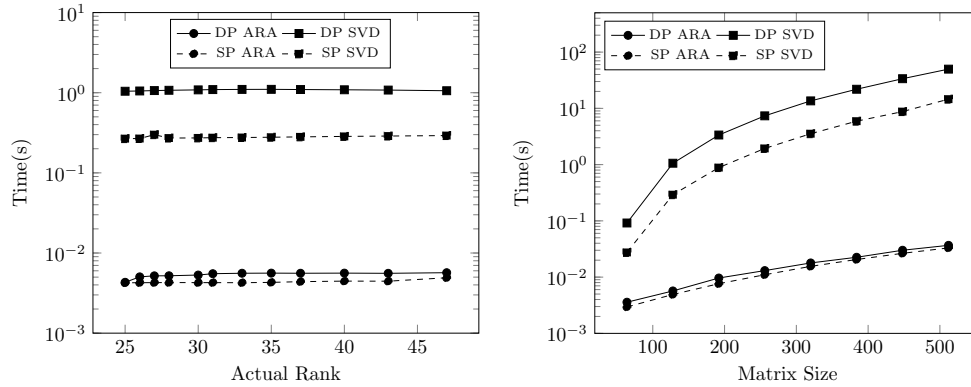 DP ARA DP SVD
SP ARA SP SVD
10^1
10^0
10^-1
10^-2
10^-3
Time(s)
25 30 35 40 45
Actual Rank
DP ARA DP SVD
SP ARA SP SVD
10^2
10^1
10^0
10^-1
10^-2
10^-3
Time(s)
100 200 300 400 500
Matrix Size